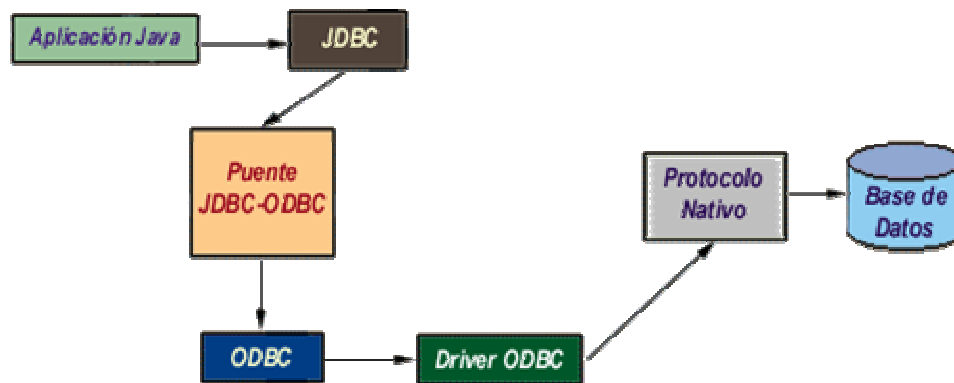 Aplicación Java
JDBC
Puente
JDBC-ODBC
Protocolo
Nativo
Base de
Datos
ODBC
Driver ODBC